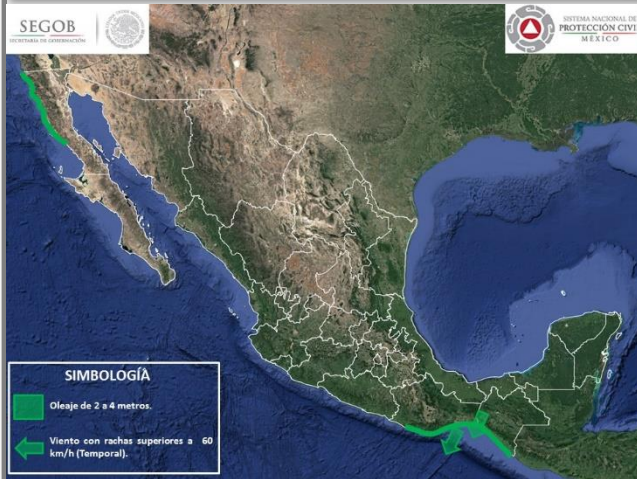 SEGOB
SECRETARÍA DE GOBERNACIÓN
SISTEMA NACIONAL DE
PROTECCIÓN CIVI
MÉXICO
SIMBOLOGÍA
Oleaje de 2 a 4 metros.
Viento con rachas superiores a 60
km/h (Temporal).